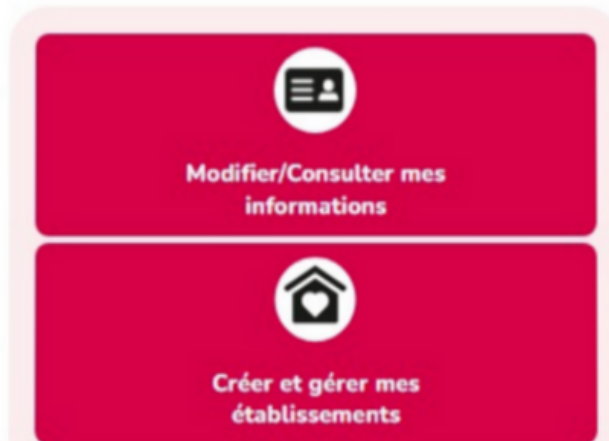 Modifier/Consulter mes
informations
Créer et gérer mes
établissements